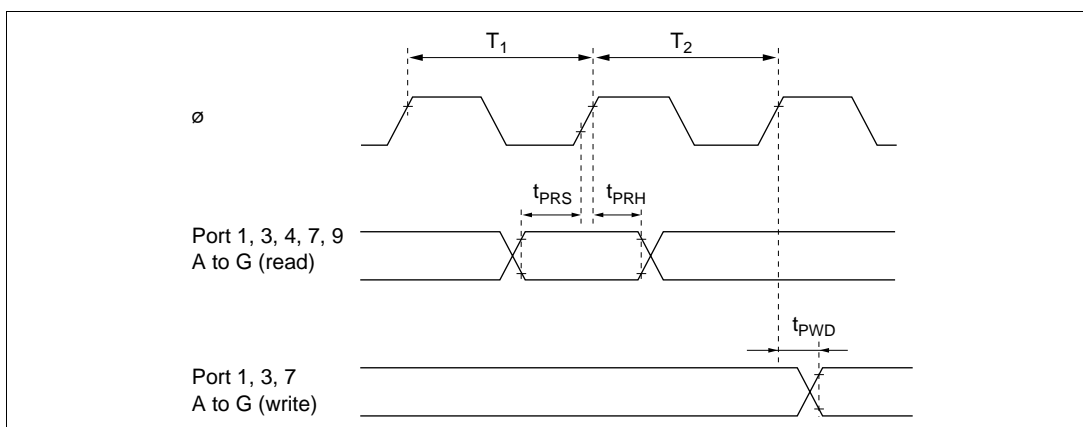 T1 T2
ø
tPRS tPRH
Port 1, 3, 4, 7, 9
A to G (read)
tPWD
Port 1, 3, 7
A to G (write)